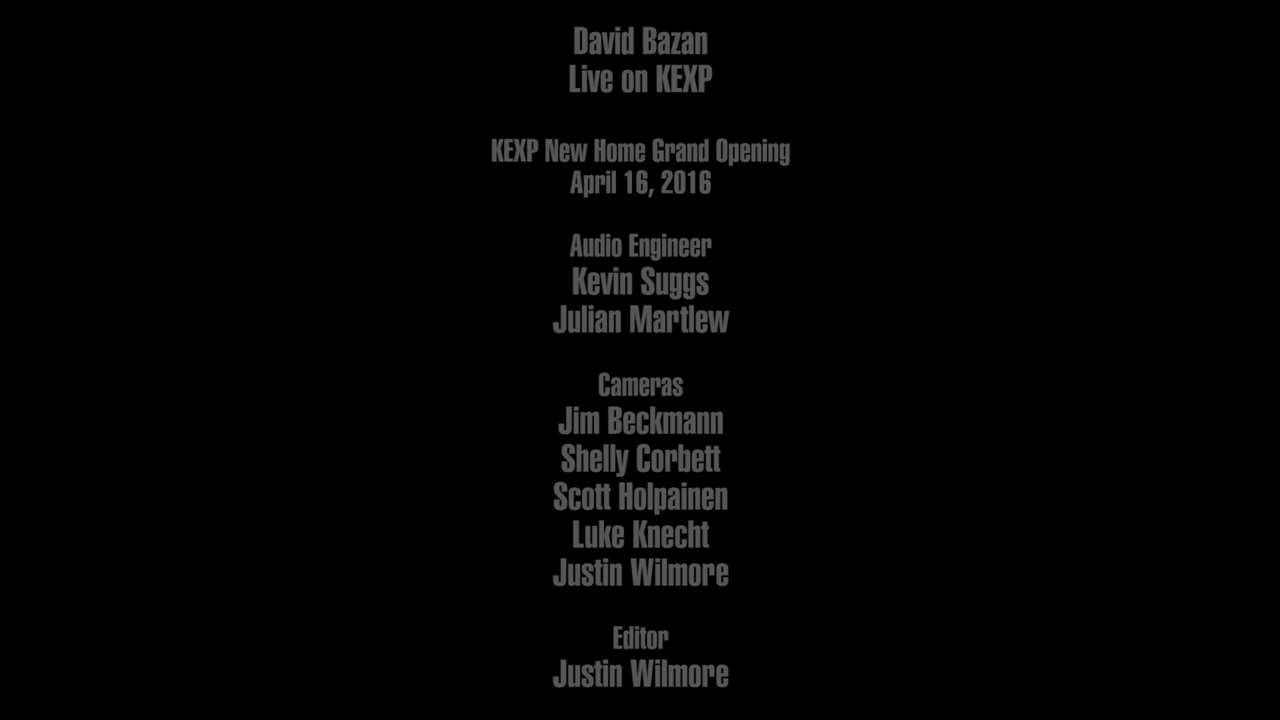 David Bazan
Live on KEXP
KEXP New Home Grand Opening
April 16, 2016
Audio Engineer
Kevin Suggs
Julian Martlew
Cameras
Jim Beckmann
Shelly Corbett
Scott Holpainen
Luke Knecht
Justin Wilmore
Editor
Justin Wilmore